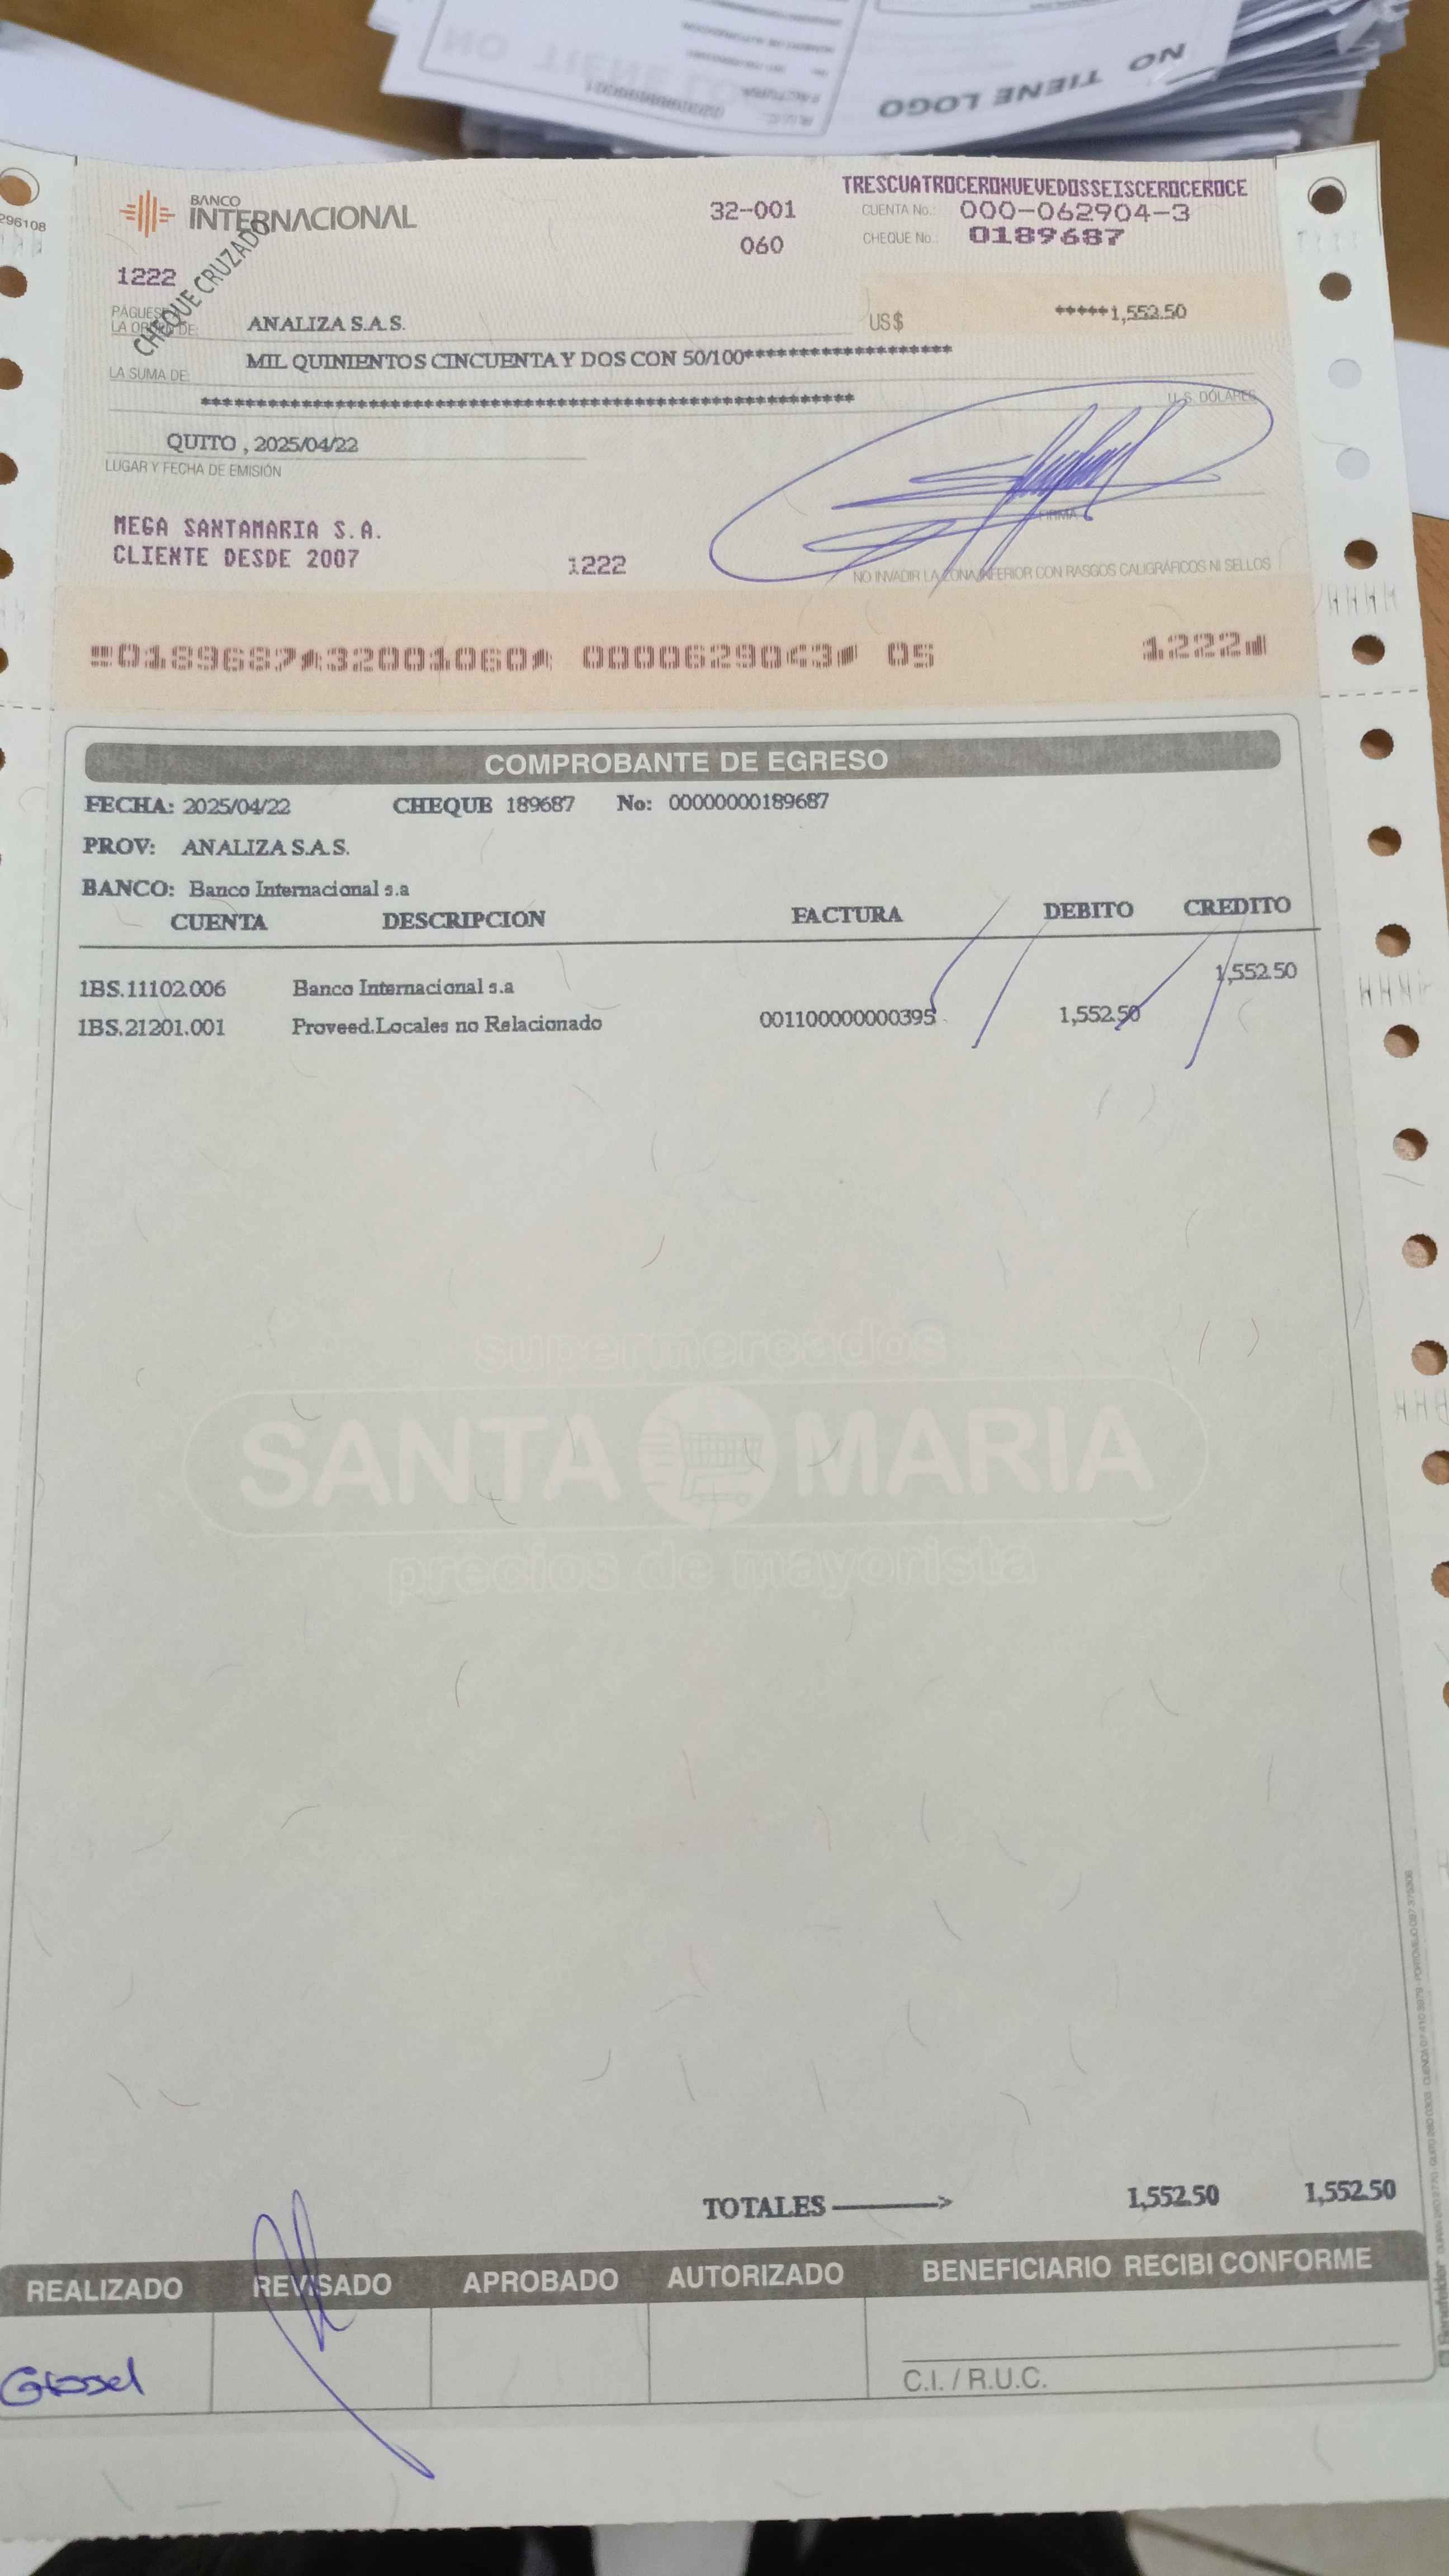 NO TIENE LOGO
296108
BANCO
INTERNACIONAL
32-001
060
TRESCUATROCERONUEVEDOSSEISCEROCEROCE
CUENTA No.: 000-062904-3
CHEQUE No.: 0189687
1222
CHEQUE CRUZADO
PÁGUESE A
LA ORDEN DE: ANALIZA S.A.S. US$ *****1,552.50
MIL QUINIENTOS CINCUENTA Y DOS CON 50/100*******************
LA SUMA DE:
***********************************************************
U. S. DÓLARES
QUITO , 2025/04/22
LUGAR Y FECHA DE EMISIÓN
FIRMA
MEGA SANTAMARIA S.A.
CLIENTE DESDE 2007
1222
NO INVADIR LA ZONA INFERIOR CON RASGOS CALIGRÁFICOS NI SELLOS
0189687 32001060 0000629043 05 1222
COMPROBANTE DE EGRESO
FECHA: 2025/04/22 CHEQUE 189687 No: 00000000189687
PROV: ANALIZA S.A.S.
BANCO: Banco Internacional s.a
CUENTA DESCRIPCION FACTURA DEBITO CREDITO
1BS.11102.006 Banco Internacional s.a 1,552.50
1BS.21201.001 Proveed.Locales no Relacionado 001100000000395 1,552.50
supermercados
SANTA MARIA
precios de mayorista
TOTALES ———> 1,552.50 1,552.50
REALIZADO REVISADO APROBADO AUTORIZADO BENEFICIARIO RECIBI CONFORME
C.I. / R.U.C.